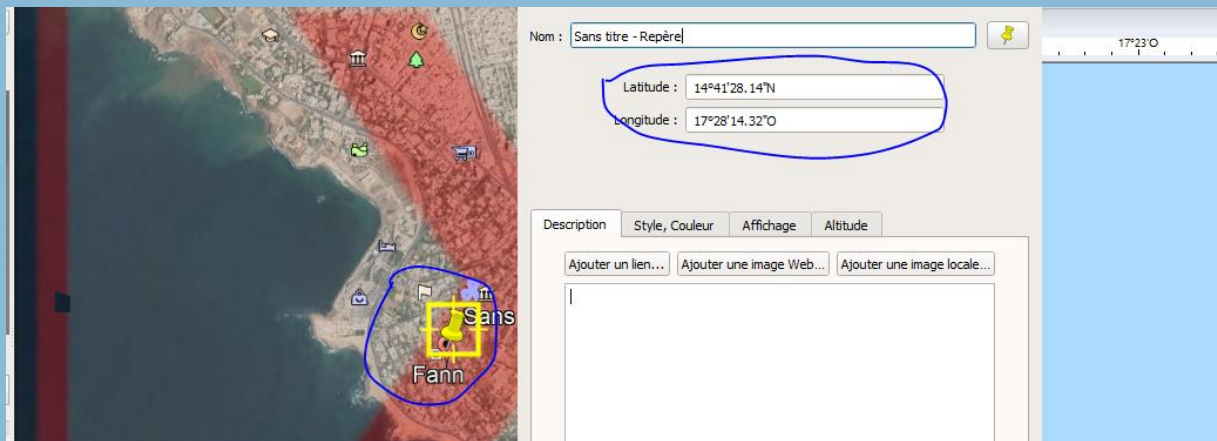 Nom :
Sans titre - Repère
17°23'O
Latitude :
14°41'28.14"N
Longitude :
17°28'14.32"O
Description
Style, Couleur
Affichage
Altitude
Ajouter un lien...
Ajouter une image Web...
Ajouter une image locale...
Sans
Fann